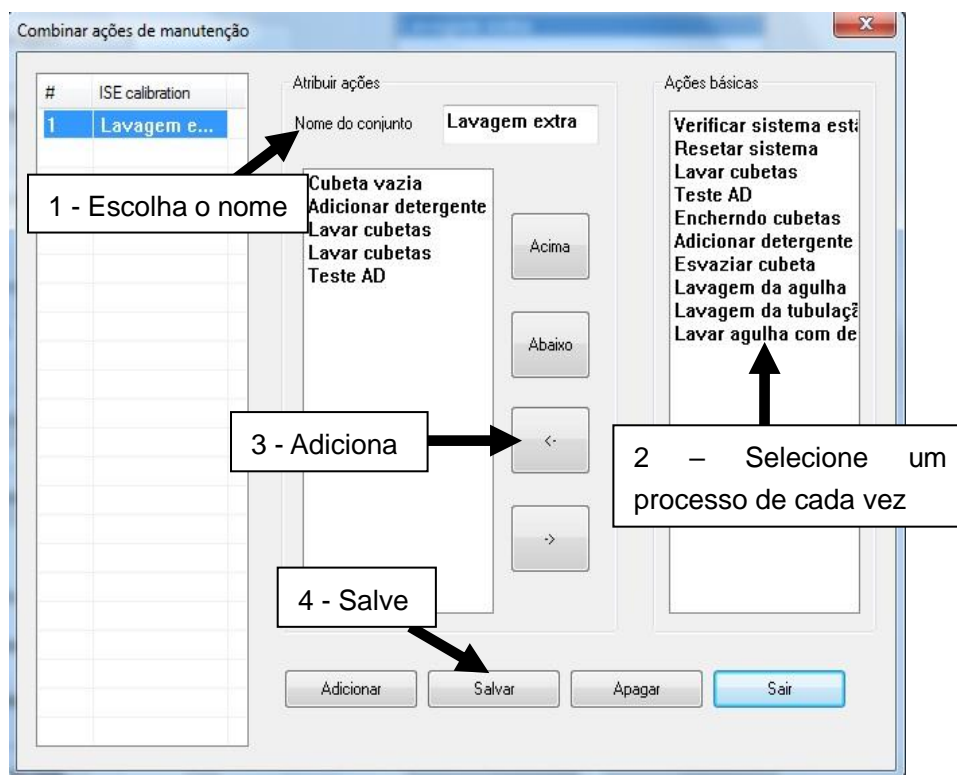 Combinar ações de manutenção
# ISE calibration
1 Lavagem e...
Atribuir ações
Nome do conjunto Lavagem extra
Cubeta vazia
Adicionar detergente
Lavar cubetas
Lavar cubetas
Teste AD
Acima
Abaixo
<-
->
Ações básicas
Verificar sistema está
Resetar sistema
Lavar cubetas
Teste AD
Encherndo cubetas
Adicionar detergente
Esvaziar cubeta
Lavagem da agulha
Lavagem da tubulaçã
Lavar agulha com de
1 - Escolha o nome
2 – Selecione um
processo de cada vez
3 - Adiciona
4 - Salve
Adicionar Salvar Apagar Sair